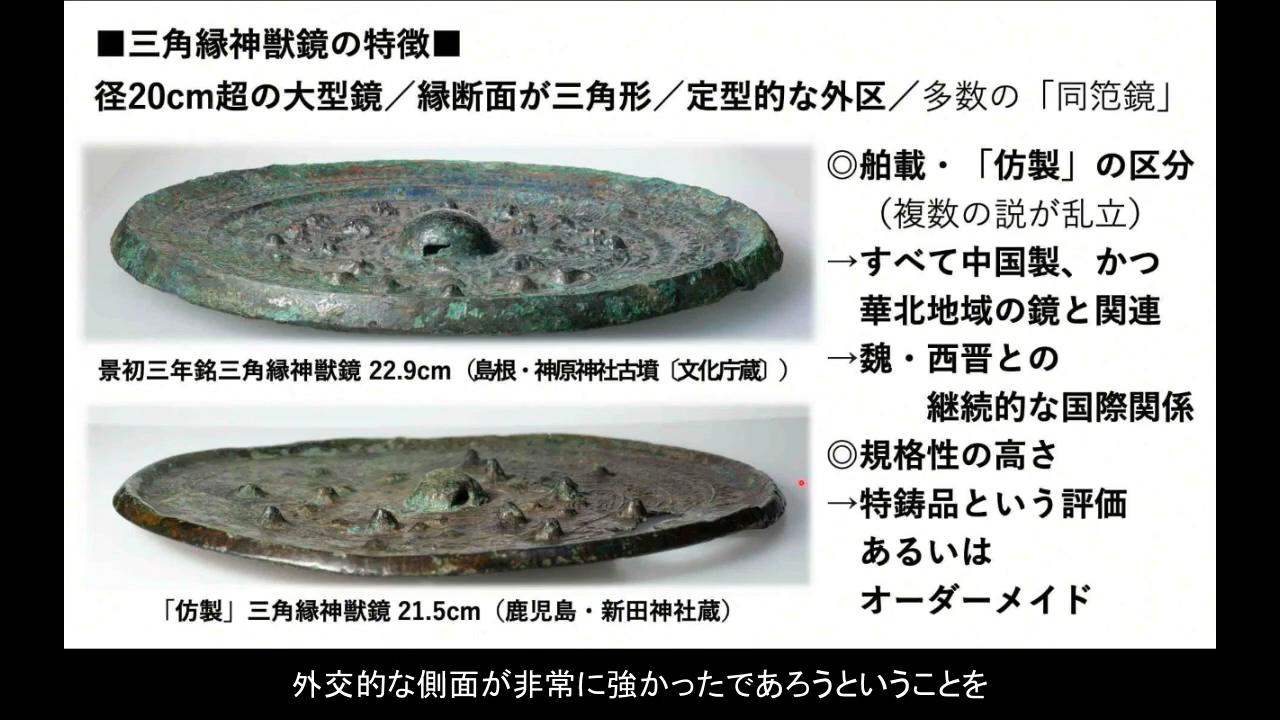 ■三角縁神獣鏡の特徴■
径20cm超の大型鏡／縁断面が三角形／定型的な外区／多数の「同笵鏡」
景初三年銘三角縁神獣鏡 22.9cm（島根・神原神社古墳〔文化庁蔵〕）
「仿製」三角縁神獣鏡 21.5cm（鹿児島・新田神社蔵）
◎舶載・「仿製」の区分
（複数の説が乱立）
→すべて中国製、かつ
華北地域の鏡と関連
→魏・西晋との
継続的な国際関係
◎規格性の高さ
→特鋳品という評価
あるいは
オーダーメイド
外交的な側面が非常に強かったであろうということを